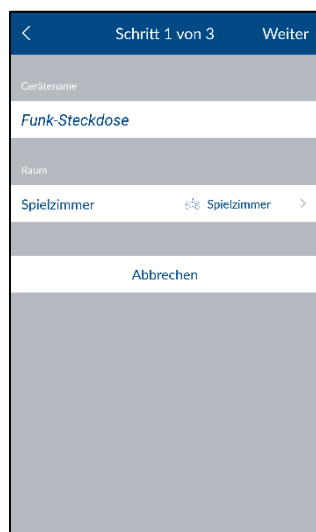 Schritt 1 von 3 Weiter
Gerätename
Funk-Steckdose
Raum
Spielzimmer Spielzimmer
Abbrechen